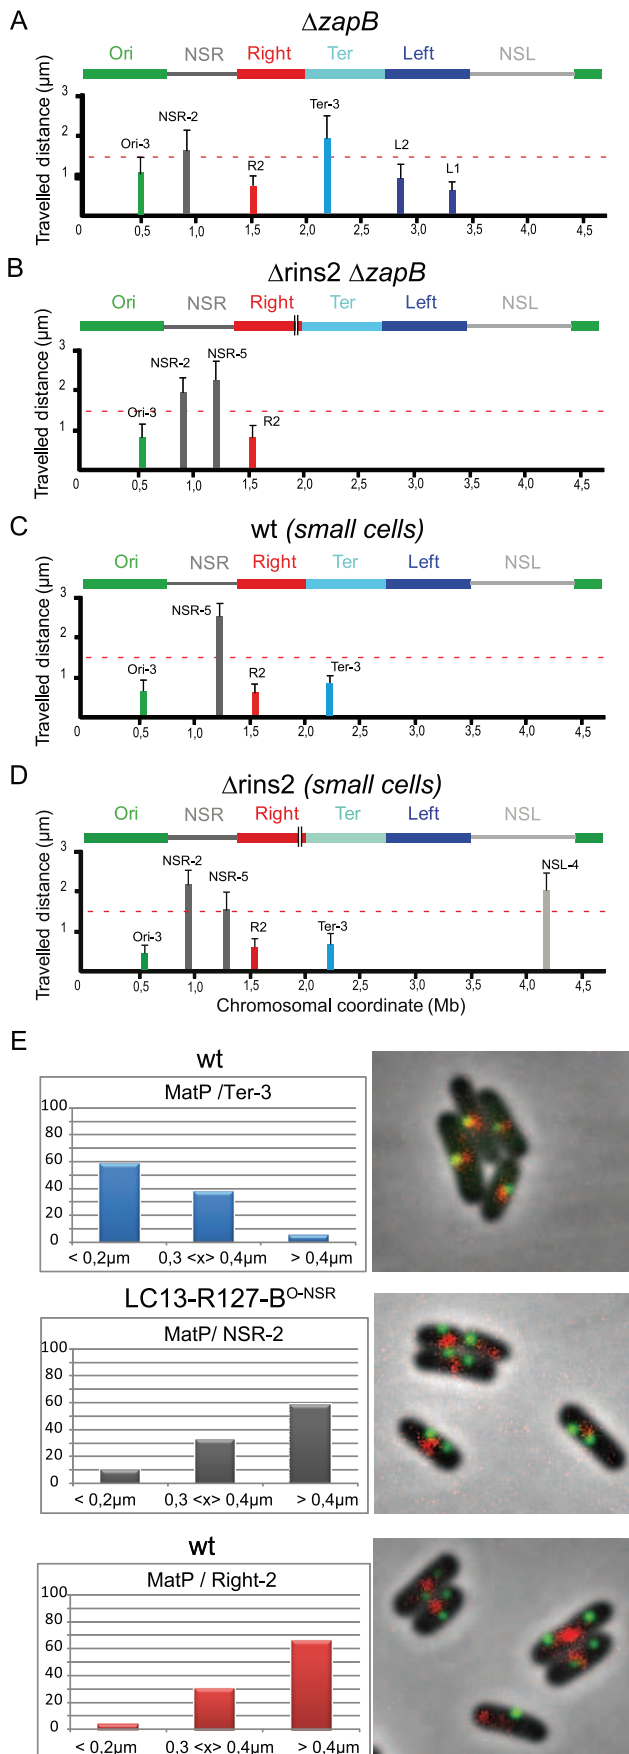 A
ΔzapB
Ori NSR Right Ter Left NSL
Travelled distance (µm)
3
2
1
Ori-3 NSR-2 R2 Ter-3 L2 L1
0 0,5 1,0 1,5 2,0 2,5 3,0 3,5 4,0 4,5
B
Δrins2 ΔzapB
Ori NSR Right Ter Left NSL
Travelled distance (µm)
3
2
1
Ori-3 NSR-2 NSR-5 R2
0 0,5 1,0 1,5 2,0 2,5 3,0 3,5 4,0 4,5
C
wt (small cells)
Ori NSR Right Ter Left NSL
Travelled distance (µm)
3
2
1
Ori-3 NSR-5 R2 Ter-3
0 0,5 1,0 1,5 2,0 2,5 3,0 3,5 4,0 4,5
D
Δrins2 (small cells)
Ori NSR Right Ter Left NSL
Travelled distance (µm)
3
2
1
Ori-3 NSR-2 NSR-5 R2 Ter-3 NSL-4
0 0,5 1,0 1,5 2,0 2,5 3,0 3,5 4,0 4,5
Chromosomal coordinate (Mb)
E
wt
MatP /Ter-3
100
80
60
40
20
0
< 0,2µm 0,3 <x> 0,4µm > 0,4µm
LC13-R127-B^O-NSR
MatP/ NSR-2
100
80
60
40
20
0
< 0,2µm 0,3 <x> 0,4µm > 0,4µm
wt
MatP / Right-2
100
80
60
40
20
0
< 0,2µm 0,3 <x> 0,4µm > 0,4µm